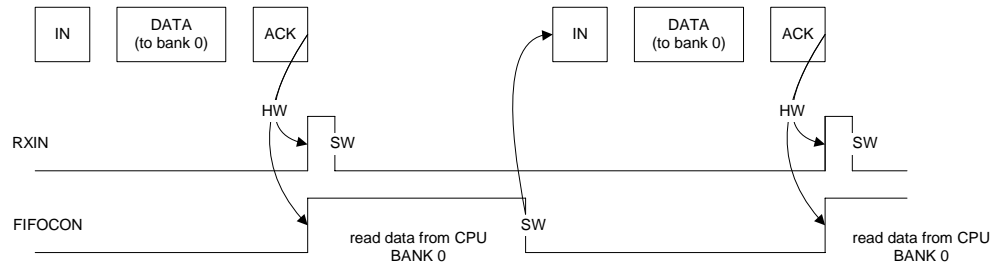 IN
DATA
(to bank 0)
ACK
IN
DATA
(to bank 0)
ACK
HW
HW
RXIN
SW
SW
FIFOCON
SW
read data from CPU
BANK 0
read data from CPU
BANK 0